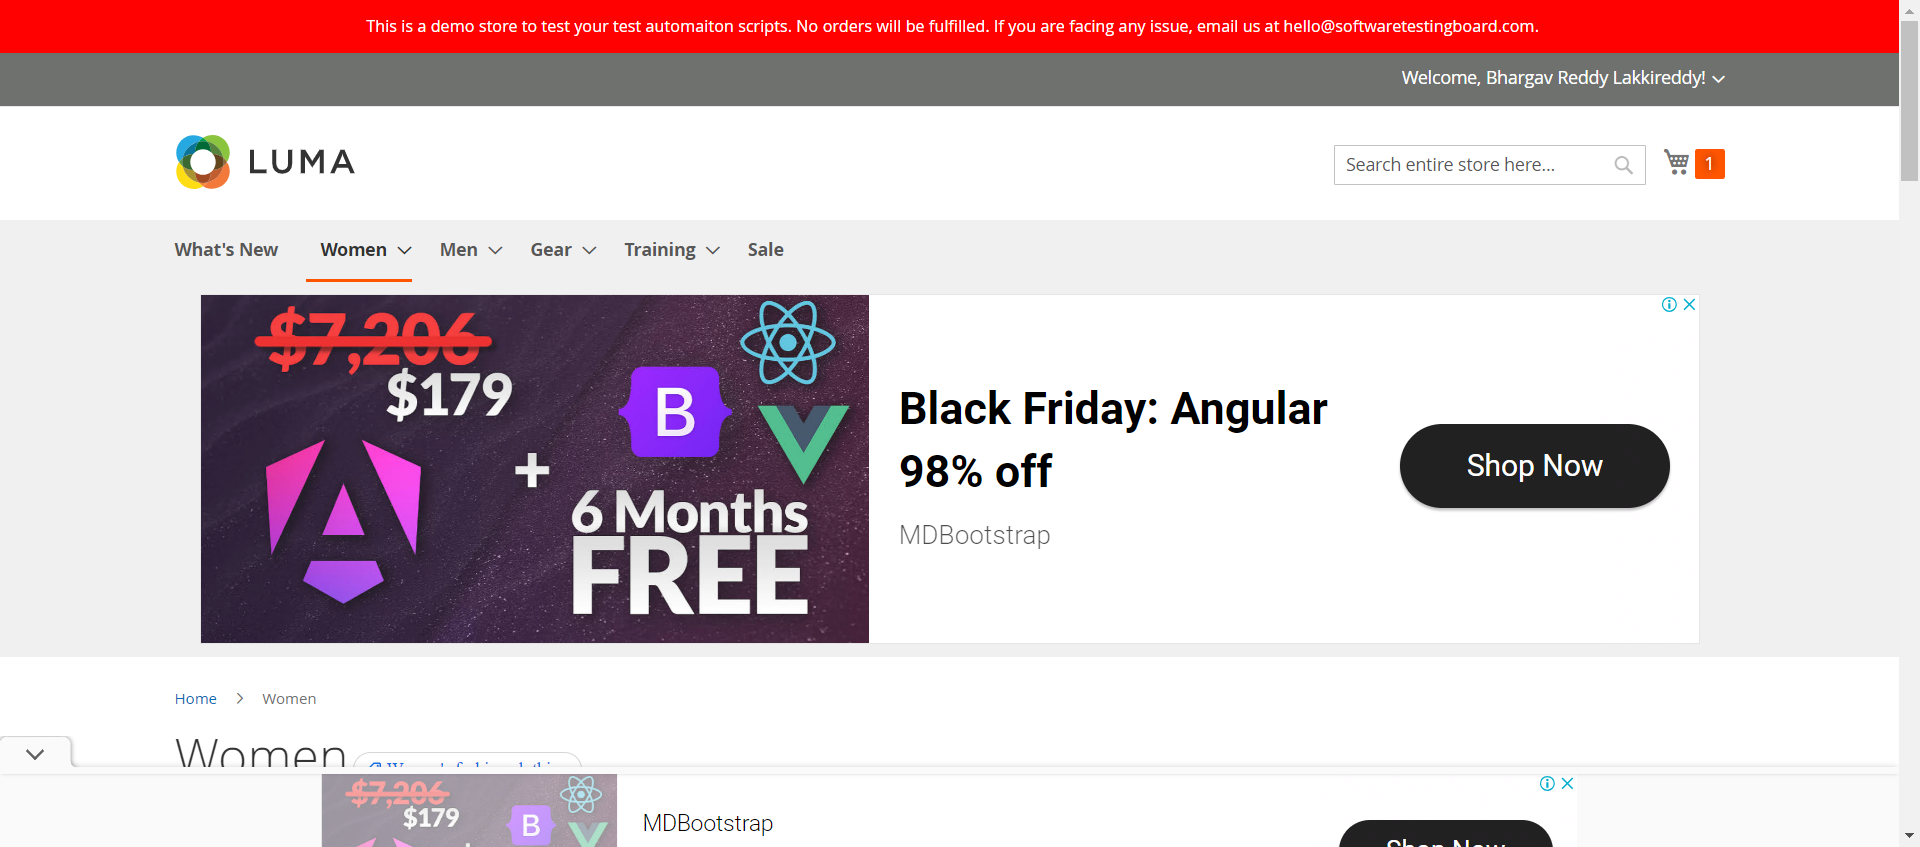 This is a demo store to test your test automaiton scripts. No orders will be fulfilled. If you are facing any issue, email us at hello@softwaretestingboard.com.
Welcome, Bhargav Reddy Lakkireddy!
LUMA
Search entire store here...
1
What's New
Women
Men
Gear
Training
Sale
$7,206
$179
B
+
6 Months
FREE
Black Friday: Angular
98% off
MDBootstrap
Shop Now
Home > Women
Women
$7,206
$179
B
MDBootstrap
Shop Now